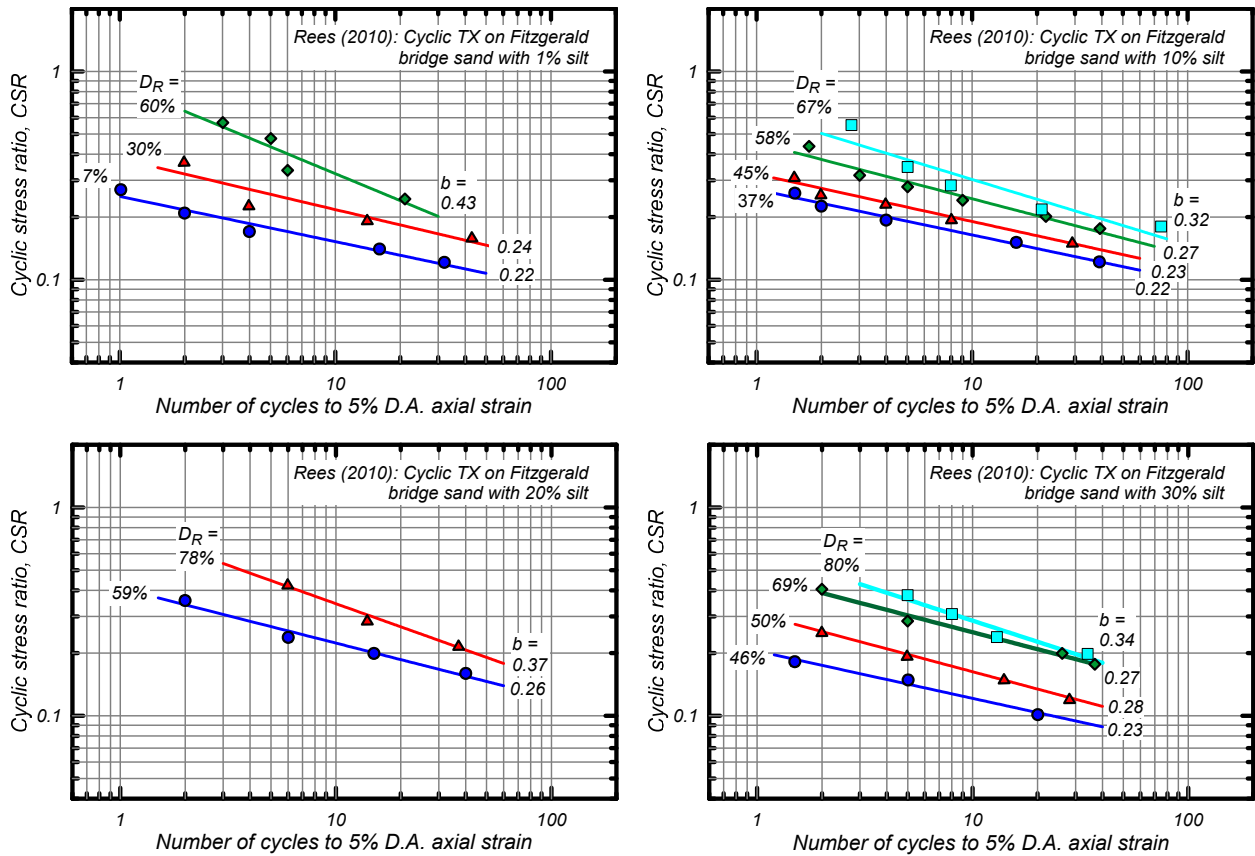 Rees (2010): Cyclic TX on Fitzgerald
bridge sand with 1% silt
Cyclic stress ratio, CSR
1
0.1
D_R =
60%
30%
7%
b =
0.43
0.24
0.22
1
10
100
Number of cycles to 5% D.A. axial strain
Rees (2010): Cyclic TX on Fitzgerald
bridge sand with 10% silt
Cyclic stress ratio, CSR
1
0.1
D_R =
67%
58%
45%
37%
b =
0.32
0.27
0.23
0.22
1
10
100
Number of cycles to 5% D.A. axial strain
Rees (2010): Cyclic TX on Fitzgerald
bridge sand with 20% silt
Cyclic stress ratio, CSR
1
0.1
D_R =
78%
59%
b =
0.37
0.26
1
10
100
Number of cycles to 5% D.A. axial strain
Rees (2010): Cyclic TX on Fitzgerald
bridge sand with 30% silt
Cyclic stress ratio, CSR
1
0.1
D_R =
80%
69%
50%
46%
b =
0.34
0.27
0.28
0.23
1
10
100
Number of cycles to 5% D.A. axial strain